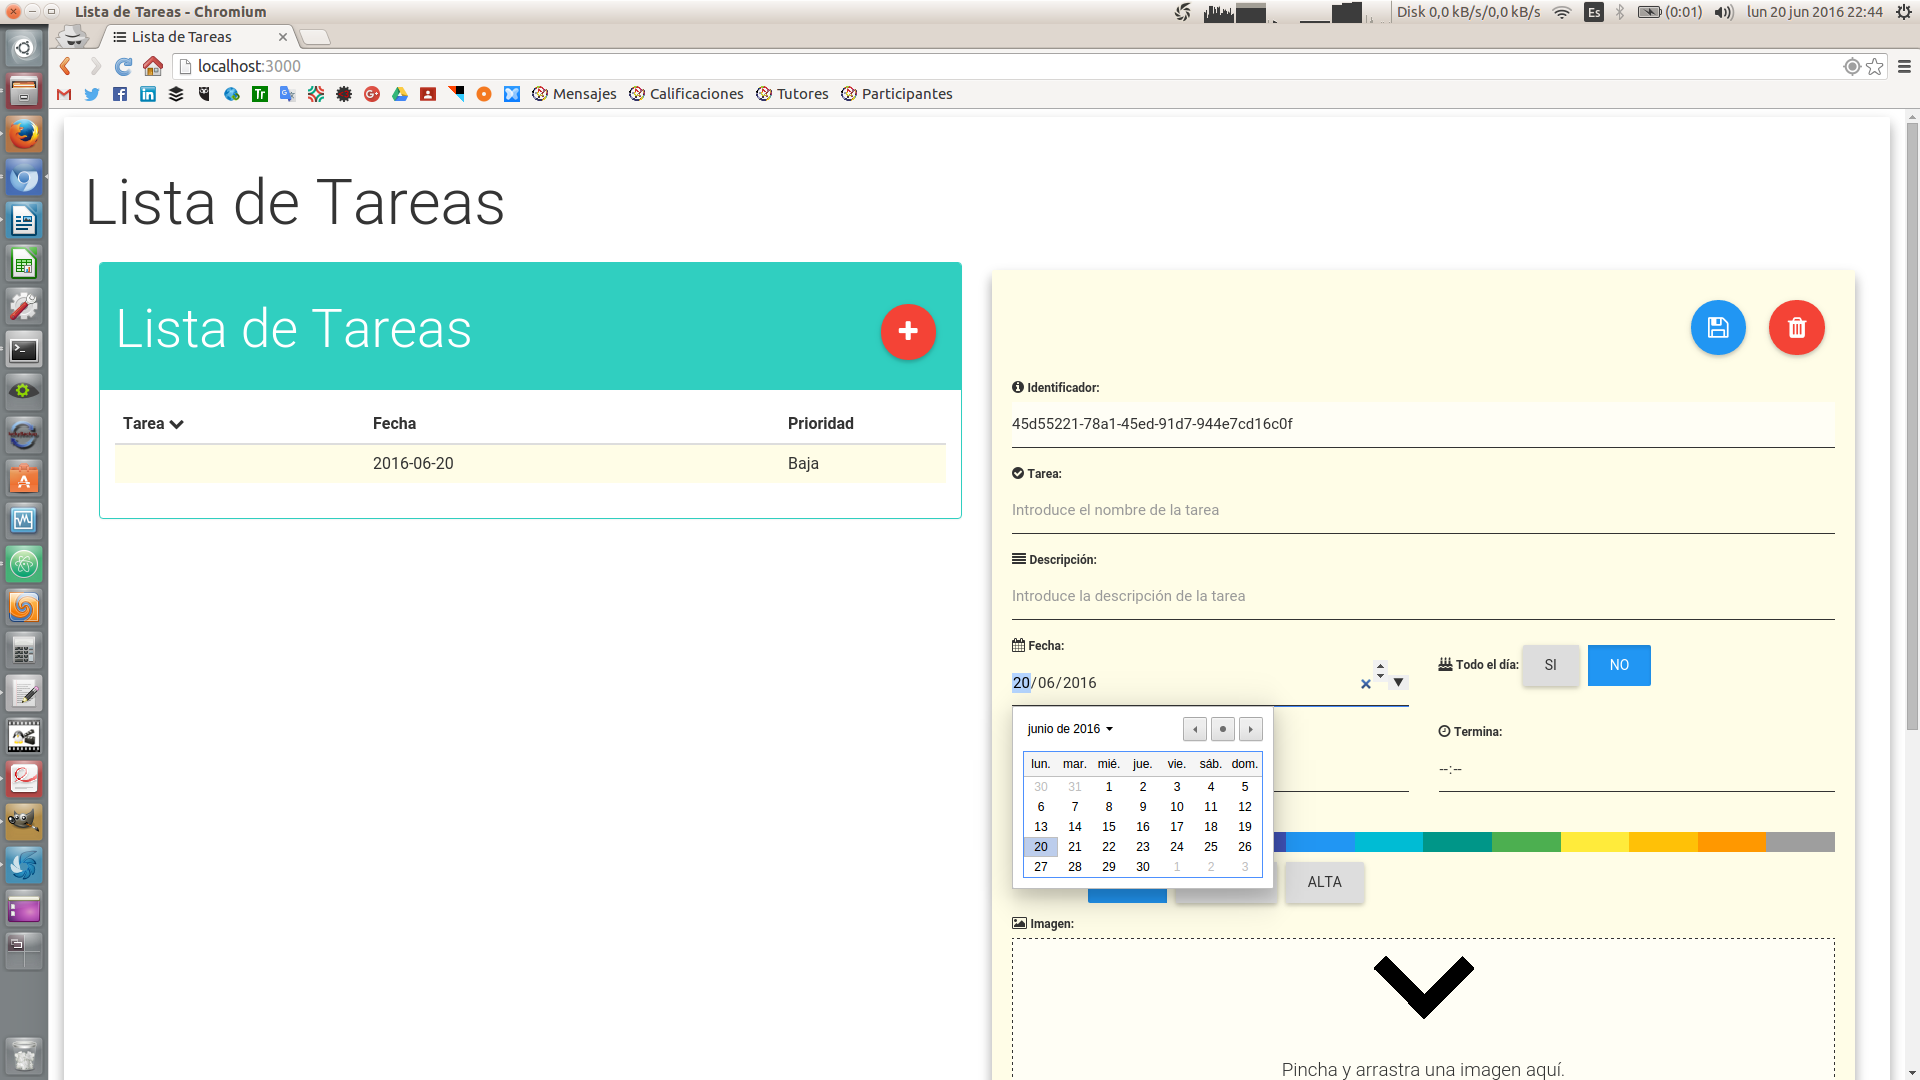 Lista de Tareas - Chromium
Disk 0,0 kB/s/0,0 kB/s
Es
(0:01)
lun 20 jun 2016 22:44
Lista de Tareas
localhost:3000
Tr
Mensajes
Calificaciones
Tutores
Participantes
Lista de Tareas
Lista de Tareas
Tarea
Fecha
Prioridad
2016-06-20
Baja
Identificador:
45d55221-78a1-45ed-91d7-944e7cd16c0f
Tarea:
Introduce el nombre de la tarea
Descripción:
Introduce la descripción de la tarea
Fecha:
20/06/2016
Todo el día:
SI
NO
junio de 2016
lun. mar. mié. jue. vie. sáb. dom.
30 31 1 2 3 4 5
6 7 8 9 10 11 12
13 14 15 16 17 18 19
20 21 22 23 24 25 26
27 28 29 30 1 2 3
Termina:
--:--
ALTA
Imagen:
Pincha y arrastra una imagen aquí.